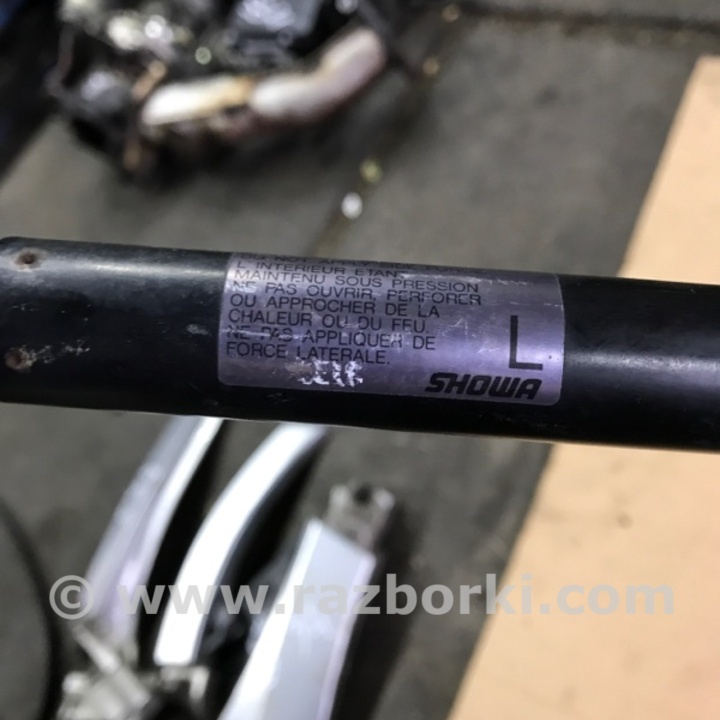 L'INTERIEUR ETANT
MAINTENU SOUS PRESSION
NE PAS OUVRIR, PERFORER
OU APPROCHER DE LA
CHALEUR OU DU FEU.
NE PAS APPLIQUER DE
FORCE LATERALE.
L
SHOWA
© www.razborki.com